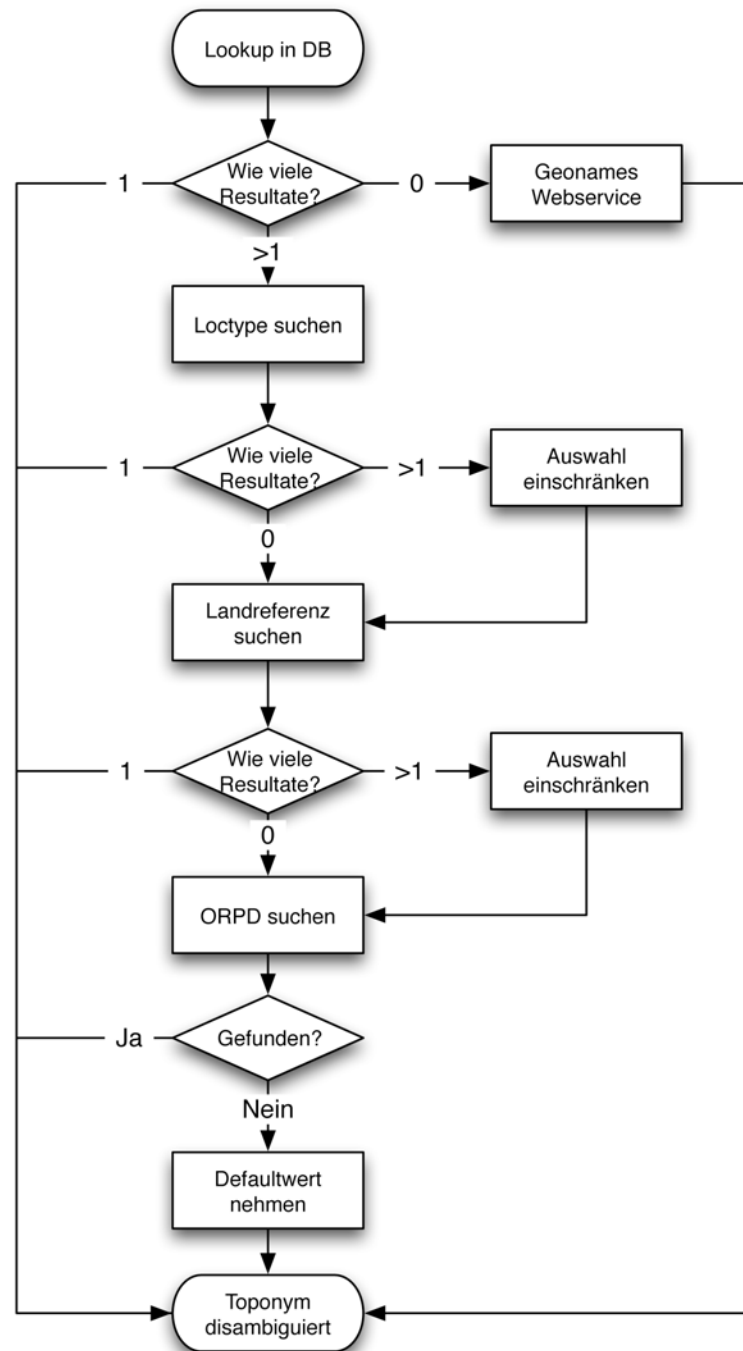 Lookup in DB
Wie viele
Resultate?
1
0
Geonames
Webservice
>1
Loctype suchen
Wie viele
Resultate?
1
>1
Auswahl
einschränken
0
Landreferenz
suchen
Wie viele
Resultate?
1
>1
Auswahl
einschränken
0
ORPD suchen
Gefunden?
Ja
Nein
Defaultwert
nehmen
Toponym
disambiguiert